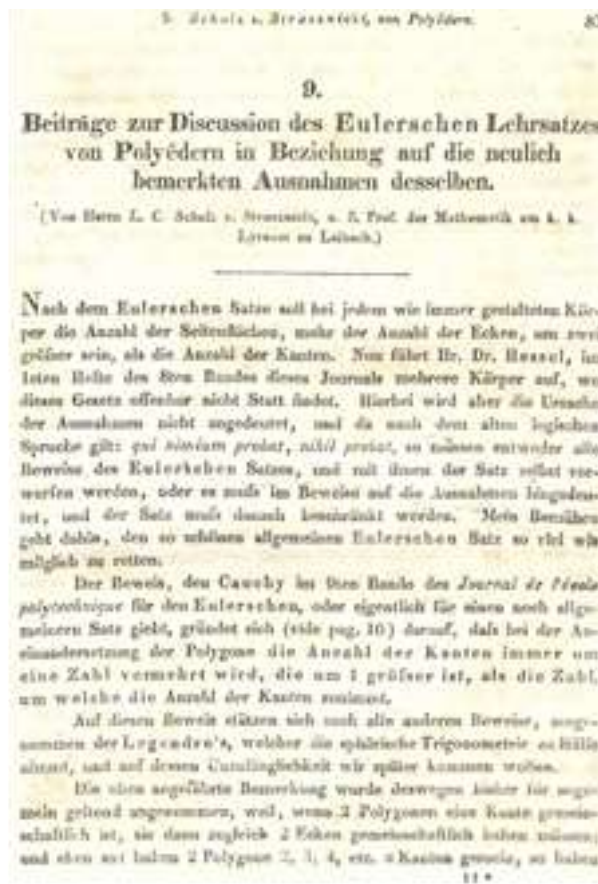 9. Schulz v. Strasznicki, von Polyëdern. 8
9.
Beiträge zur Discussion des Eulerschen Lehrsatzes
von Polyëdern in Beziehung auf die neulich
bemerkten Ausnahmen desselben.
(Von Herrn L. C. Schulz v. Prof. der Mathematik am k. k.
Lyceum zu Laibach.)
Nach dem Eulerschen Satze soll bei jedem wie immer gestalteten Kör-
per die Anzahl der Seitenflächen, mehr der Anzahl der Ecken, um zwei
größer sein, als die Anzahl der Kanten. Nun führt Hr. Dr. Hessel, im
1sten Hefte des 8ten Bandes dieses Journals mehrere Körper auf, wo
dieses Gesetz offenbar nicht Statt findet. Hierbei wird aber die Ursache
der Ausnahmen nicht angedeutet, und da nach dem alten logischen
Spruche gilt: qui nimium probat, nihil probat, so müssen entweder alle
Beweise des Eulerschen Satzes, und mit ihnen der Satz selbst ver-
worfen werden, oder es muß im Beweise auf die Ausnahmen hingedeu-
tet, und der Satz muß danach beschränkt werden. Mein Bemühen
geht dahin, den so schönen allgemeinen Eulerschen Satz so viel wie
möglich zu retten.
Der Beweis, den Cauchy im 9ten Bande des Journal de l'école
polytechnique für den Eulerschen, oder eigentlich für einen noch allge-
meinern Satz giebt, gründet sich (vide pag. ) darauf, daß bei der An-
einandersetzung der Polygone die Anzahl der Kanten immer um
eine Zahl vermehrt wird, die um 1 größer ist, als die Zahl,
um welche die Anzahl der Kanten
Auf diesen Beweis stützen sich auch alle anderen Beweise, ausge-
nommen der Legendre's, welcher die sphärische Trigonometrie zu Hülfe
nimmt, und auf dessen Unzulänglichkeit wir später kommen wollen.
Die oben angeführte Bemerkung wurde deswegen bisher für allge-
mein geltend angenommen, weil, wenn 2 Polygonen eine Kante gemein-
schaftlich ist, sie dann zugleich 2 Ecken gemeinschaftlich haben müssen;
und eben so: haben 2 Polygone 2, 3, 4, etc. n Kanten gemein, so haben
11 *